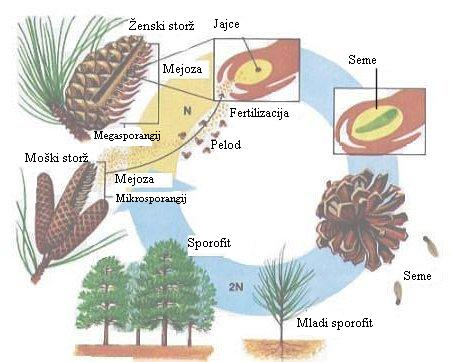 Ženski storž
Jajce
Mejoza
Seme
N
Fertilizacija
Megasporangij
Pelod
Moški storž
Mejoza
Mikrosporangij
Sporofit
Seme
2N
Mladi sporofit